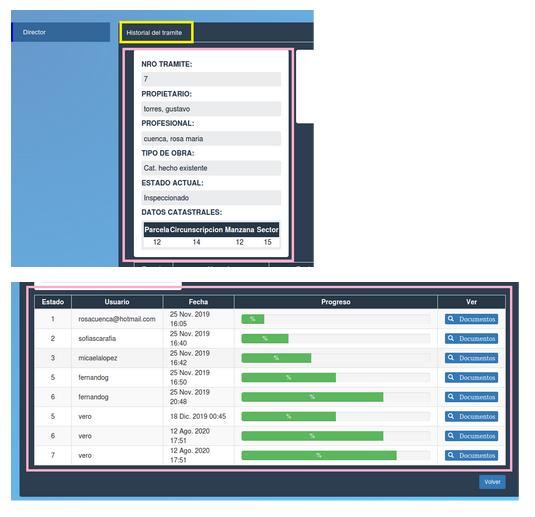 Director
Historial del tramite
NRO TRAMITE:
7
PROPIETARIO:
torres, gustavo
PROFESIONAL:
cuenca, rosa maria
TIPO DE OBRA:
Cat. hecho existente
ESTADO ACTUAL:
Inspeccionado
DATOS CATASTRALES:
Parcela Circunscripcion Manzana Sector
12 14 12 15
Estado Usuario Fecha Progreso Ver
1 rosacuenca@hotmail.com 25 Nov. 2019 16:05 % Documentos
2 sofiascarafia 25 Nov. 2019 16:40 % Documentos
3 micaelalopez 25 Nov. 2019 16:42 % Documentos
5 fernandog 25 Nov. 2019 16:50 % Documentos
6 fernandog 25 Nov. 2019 20:48 % Documentos
5 vero 18 Dic. 2019 00:45 % Documentos
6 vero 12 Ago. 2020 17:51 % Documentos
7 vero 12 Ago. 2020 17:51 % Documentos
Volver